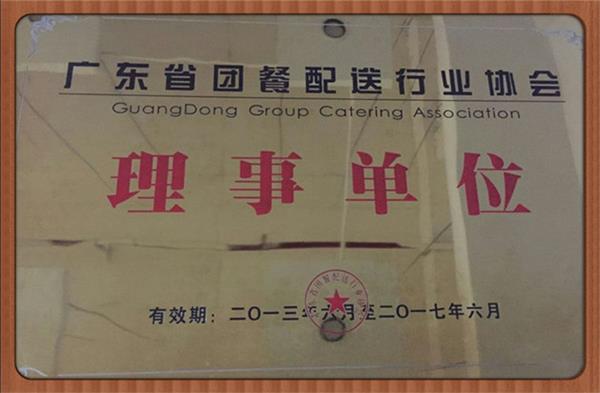 广东省团餐配送行业协会
GuangDong Group Catering Association
理事单位
有效期：二〇一三年六月至二〇一七年六月